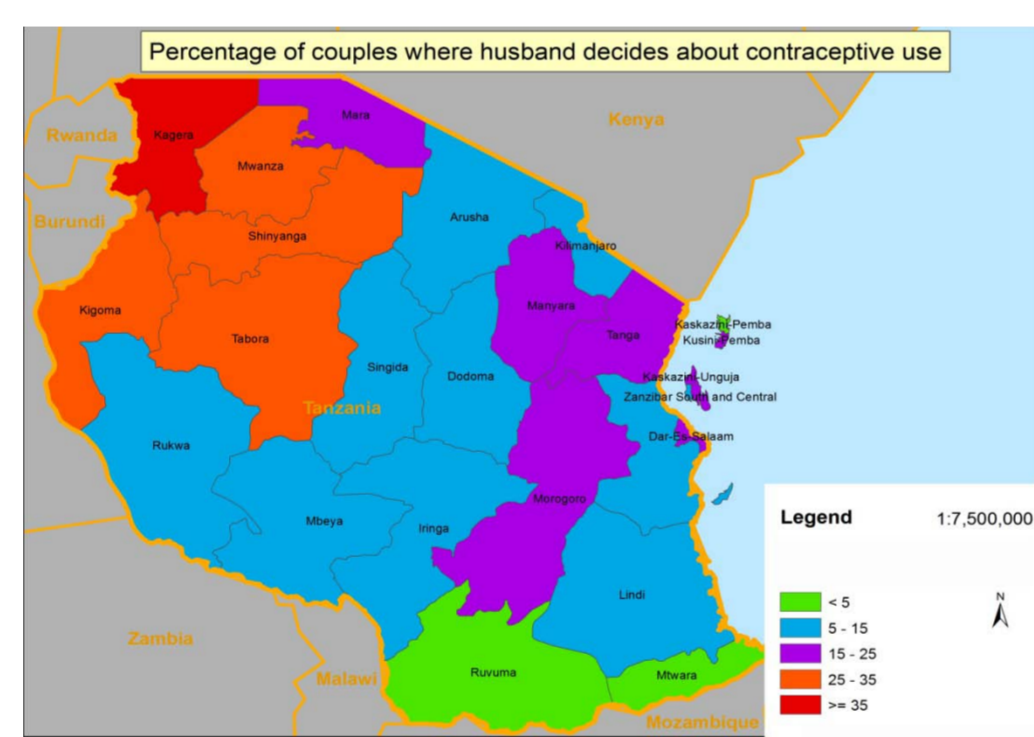 Percentage of couples where husband decides about contraceptive use
Kenya
Rwanda
Kagera
Mara
Mwanza
Burundi
Arusha
Shinyanga
Kilimanjaro
Kigoma
Manyara
Tabora
Tanga
Kaskazini-Pemba
Kusini-Pemba
Singida
Dodoma
Kaskazini-Unguja
Zanzibar South and Central
Tanzania
Rukwa
Dar-Es-Salaam
Morogoro
Mbeya
Iringa
Lindi
Zambia
Malawi
Ruvuma
Mtwara
Mozambique
Legend 1:7,500,000
N
< 5
5 - 15
15 - 25
25 - 35
>= 35